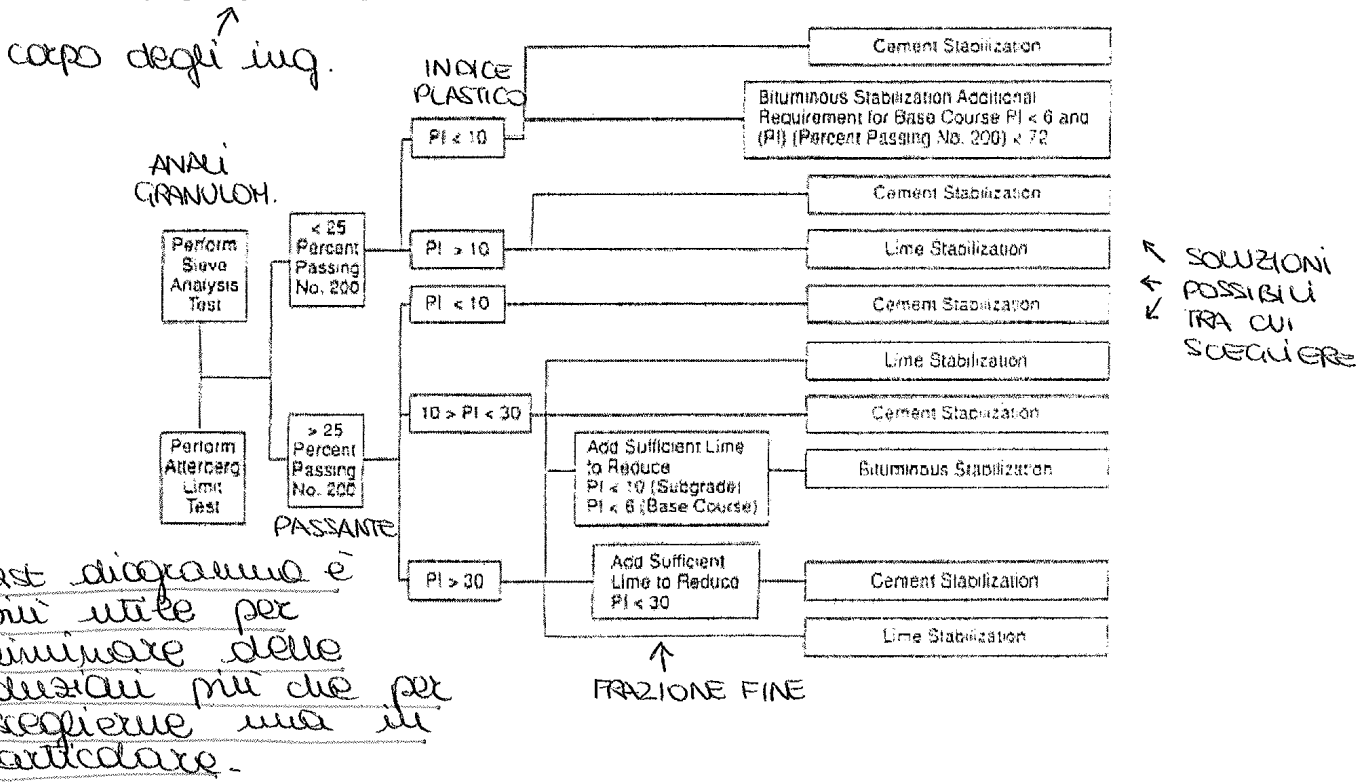 corpo degli ing.
INDICE
PLASTICO
ANALI
GRANULOM.
Perform
Sieve
Analysis
Test
Perform
Atterberg
Limit
Test
< 25
Percent
Passing
No. 200
> 25
Percent
Passing
No. 200
PASSANTE
PI < 10
PI > 10
PI < 10
10 > PI < 30
PI > 30
Cement Stabilization
Bituminous Stabilization Additional
Requirement for Base Course PI < 6 and
(PI) (Percent Passing No. 200) < 72
Cement Stabilization
Lime Stabilization
Cement Stabilization
Lime Stabilization
Cement Stabilization
Add Sufficient Lime
to Reduce
PI < 10 (Subgrade)
PI < 6 (Base Course)
Bituminous Stabilization
Add Sufficient
Lime to Reduce
PI < 30
Cement Stabilization
Lime Stabilization
SOLUZIONI
POSSIBILI
TRA CUI
SCEGLIERE
FRAZIONE FINE
diagramma è
più utile per
delle
più che per
una in